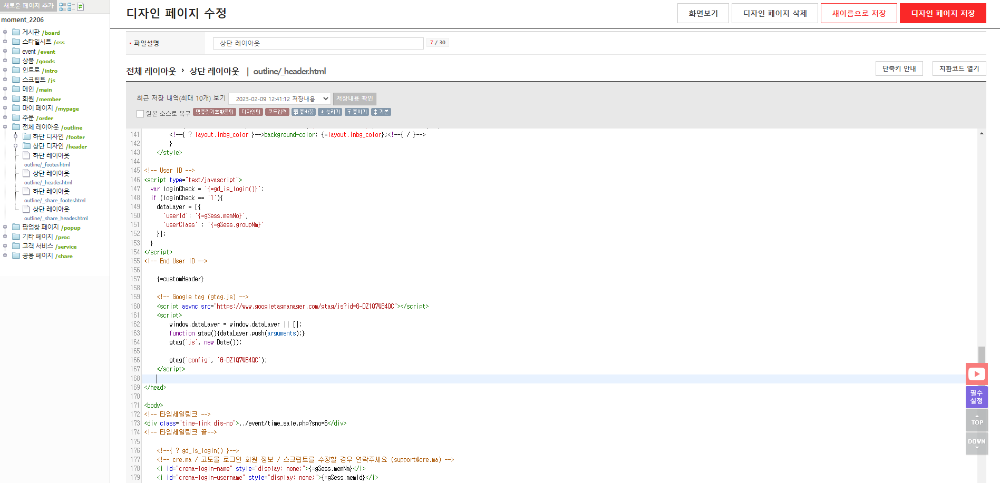 새로운 페이지 추가
moment_2206
게시판 /board
스타일시트 /css
event /event
상품 /goods
인트로 /intro
스크립트 /js
메인 /main
회원 /member
마이 페이지 /mypage
주문 /order
전체 레이아웃 /outline
하단 디자인 /footer
상단 디자인 /header
하단 레이아웃
outline/_footer.html
상단 레이아웃
outline/_header.html
하단 레이아웃
outline/_share_footer.html
상단 레이아웃
outline/_share_header.html
팝업창 페이지 /popup
기타 페이지 /proc
고객 서비스 /service
공용 페이지 /share
디자인 페이지 수정
화면보기
디자인 페이지 삭제
새이름으로 저장
디자인 페이지 저장
파일설명
상단 레이아웃
7 / 30
전체 레이아웃 › 상단 레이아웃 | outline/_header.html
단축키 안내
치환코드 열기
최근 저장 내역(최대 10개) 보기 2023-02-09 12:41:12 저장내용 저장내용 확인
원본 소스로 복구 템플릿기초활용팁 디자인팁 코드입력 줄바꿈 늘리기 줄이기 기본
141 <!--{ ? layout.inbg_color }-->background-color: {=layout.inbg_color};<!--{ / }-->
142 }
143 </style>
144
145 <!-- User ID -->
146 <script type="text/javascript">
147 var loginCheck = '{=gd_is_login()}';
148 if (loginCheck == '1'){
149 dataLayer = [{
150 'userId': '{=gSess.memNo}',
151 'userClass' : '{=gSess.groupNm}'
152 }];
153 }
154 </script>
155 <!-- End User ID -->
156
157 {=customHeader}
158
159 <!-- Google tag (gtag.js) -->
160 <script async src="https://www.googletagmanager.com/gtag/js?id=G-DZ1Q7WB4QC"></script>
161 <script>
162 window.dataLayer = window.dataLayer || [];
163 function gtag(){dataLayer.push(arguments);}
164 gtag('js', new Date());
165
166 gtag('config', 'G-DZ1Q7WB4QC');
167 </script>
168
169 </head>
170
171 <body>
172 <!-- 타임세일링크 -->
173 <div class="time-link dis-no">../event/time_sale.php?sno=6</div>
174 <!-- 타임세일링크 끝-->
175
176 <!--{ ? gd_is_login() }-->
177 <!-- cre.ma / 고도몰 로그인 회원 정보 / 스크립트를 수정할 경우 연락주세요 (support@cre.ma) -->
178 <i id="crema-login-name" style="display: none;">{=gSess.memNm}</i>
179 <i id="crema-login-username" style="display: none;">{=gSess.memId}</i>
필수
설정
TOP
DOWN